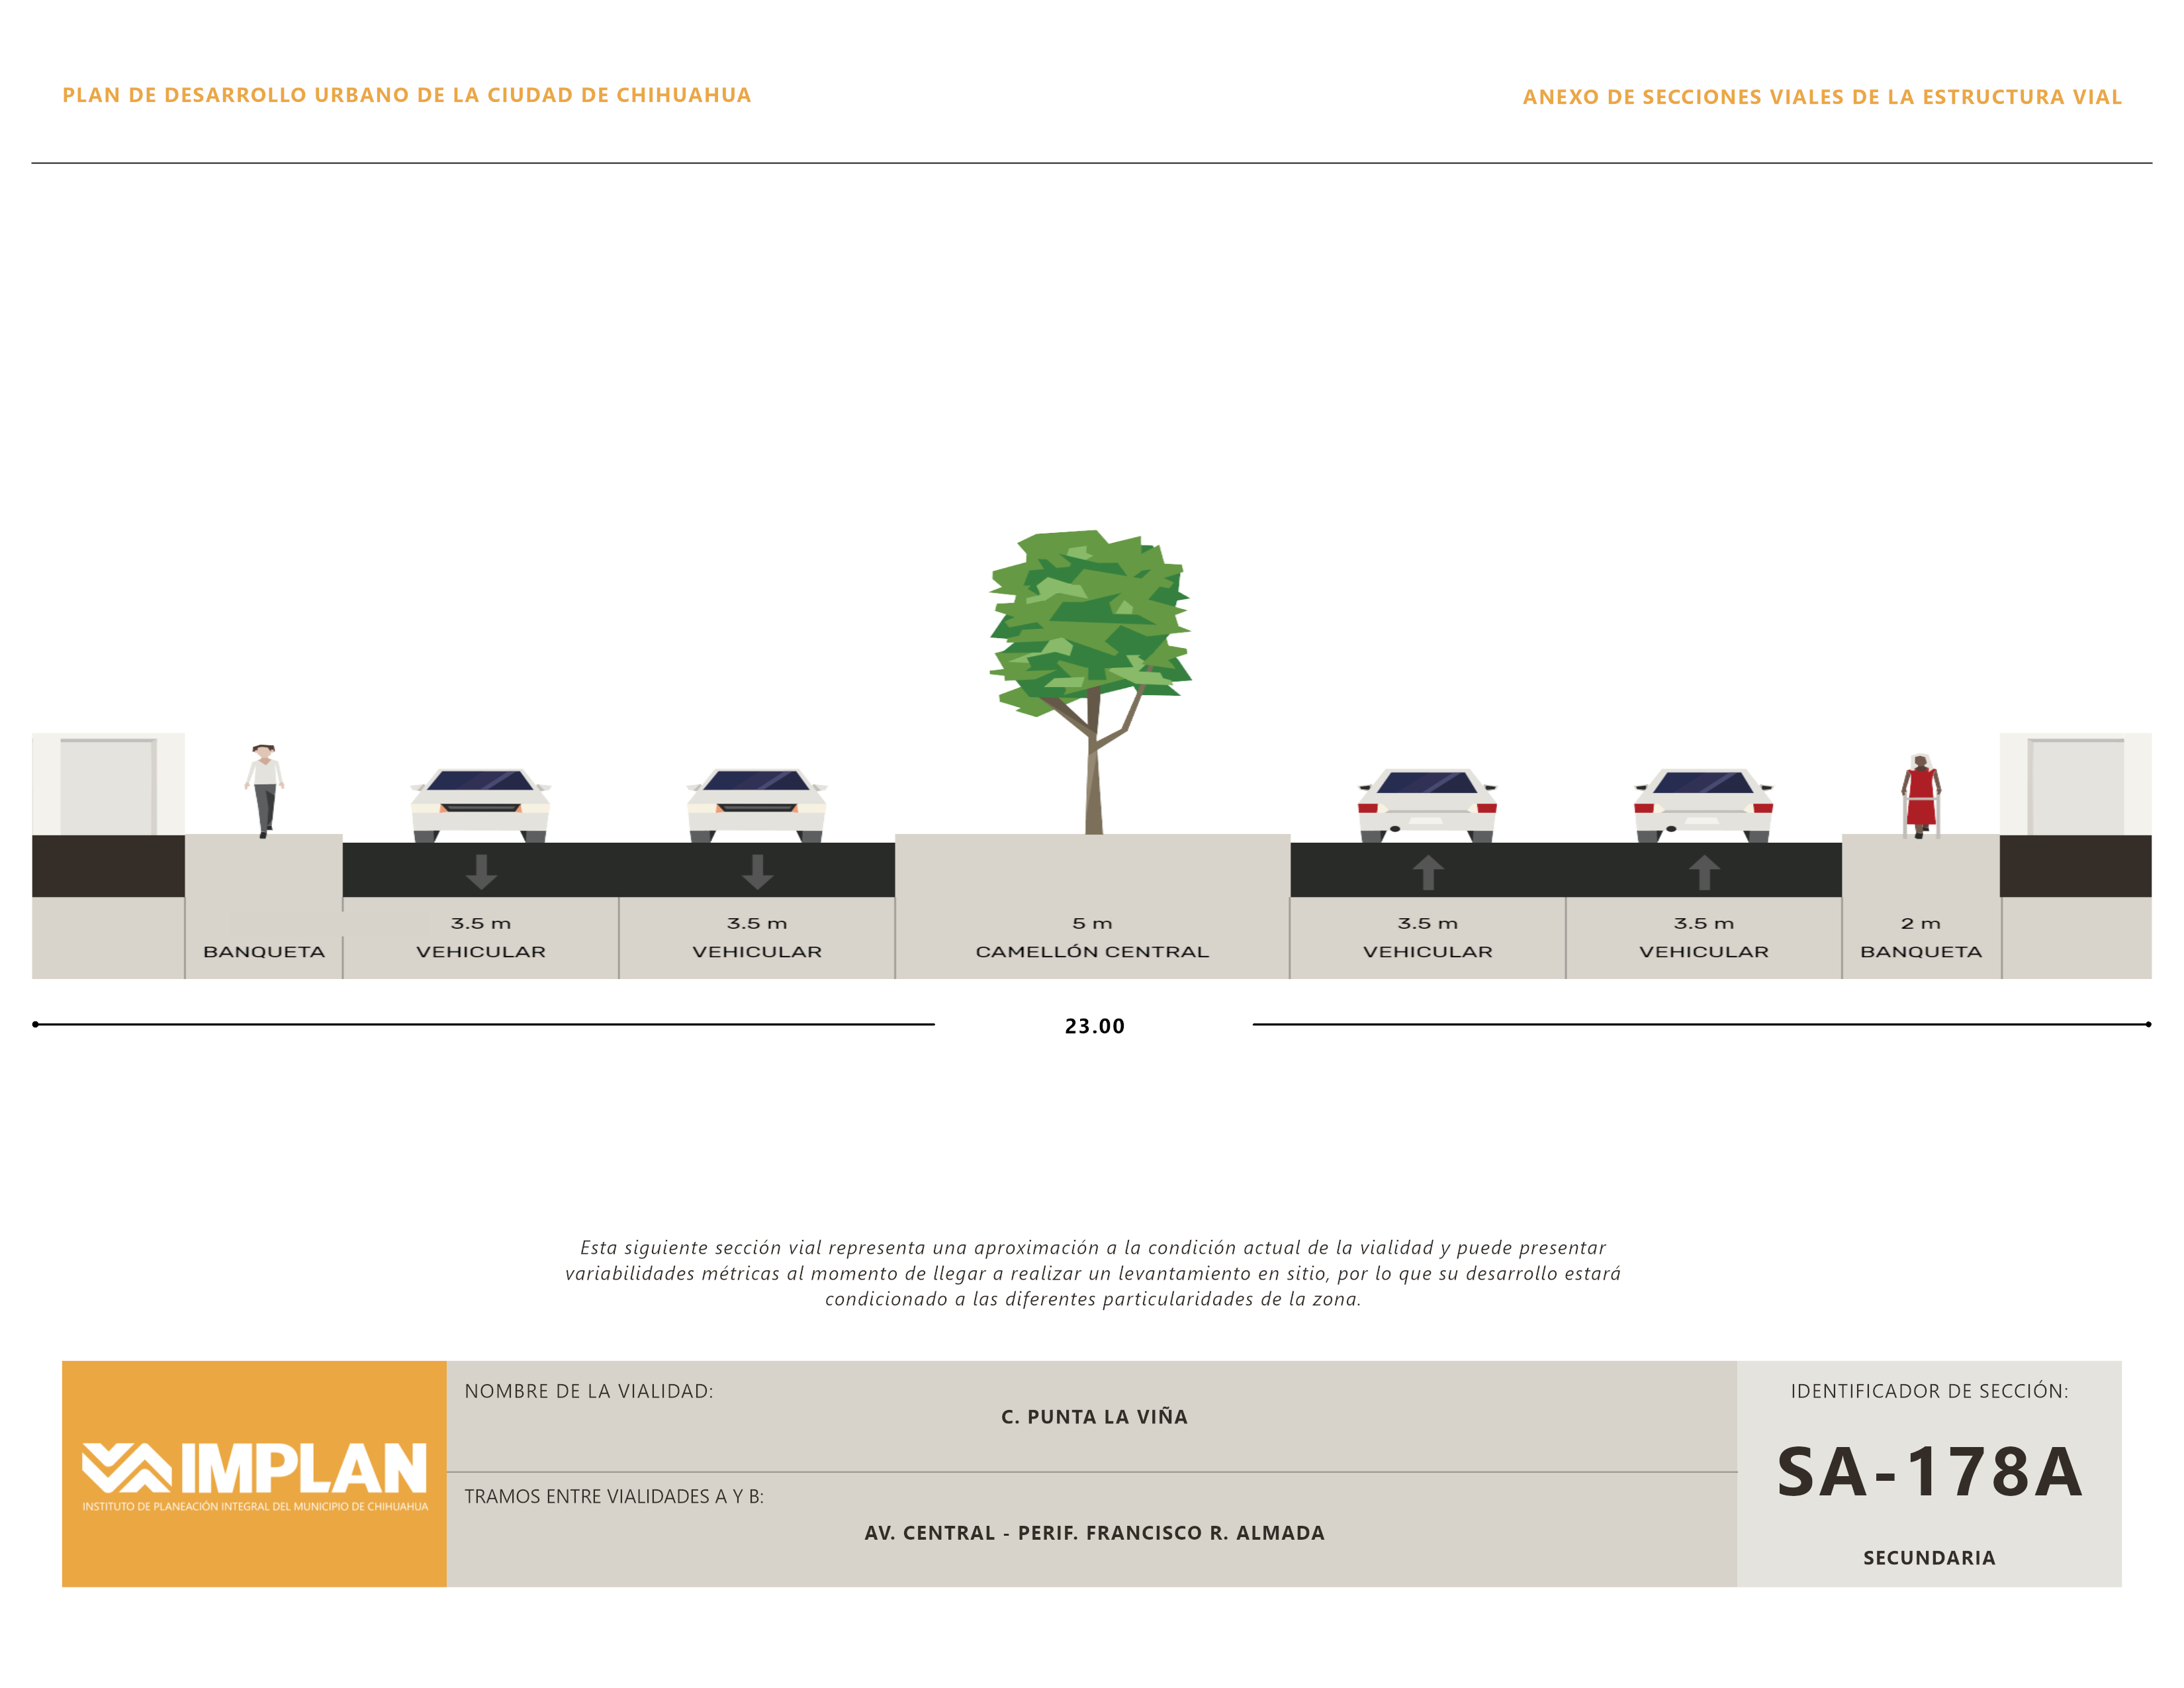 PLAN DE DESARROLLO URBANO DE LA CIUDAD DE CHIHUAHUA
ANEXO DE SECCIONES VIALES DE LA ESTRUCTURA VIAL
3.5 m
3.5 m
5 m
3.5 m
3.5 m
2 m
BANQUETA
VEHICULAR
VEHICULAR
CAMELLÓN CENTRAL
VEHICULAR
VEHICULAR
BANQUETA
23.00
Esta siguiente sección vial representa una aproximación a la condición actual de la vialidad y puede presentar
variabilidades métricas al momento de llegar a realizar un levantamiento en sitio, por lo que su desarrollo estará
condicionado a las diferentes particularidades de la zona.
IMPLAN
INSTITUTO DE PLANEACIÓN INTEGRAL DEL MUNICIPIO DE CHIHUAHUA
NOMBRE DE LA VIALIDAD:
C. PUNTA LA VIÑA
TRAMOS ENTRE VIALIDADES A Y B:
AV. CENTRAL - PERIF. FRANCISCO R. ALMADA
IDENTIFICADOR DE SECCIÓN:
SA-178A
SECUNDARIA